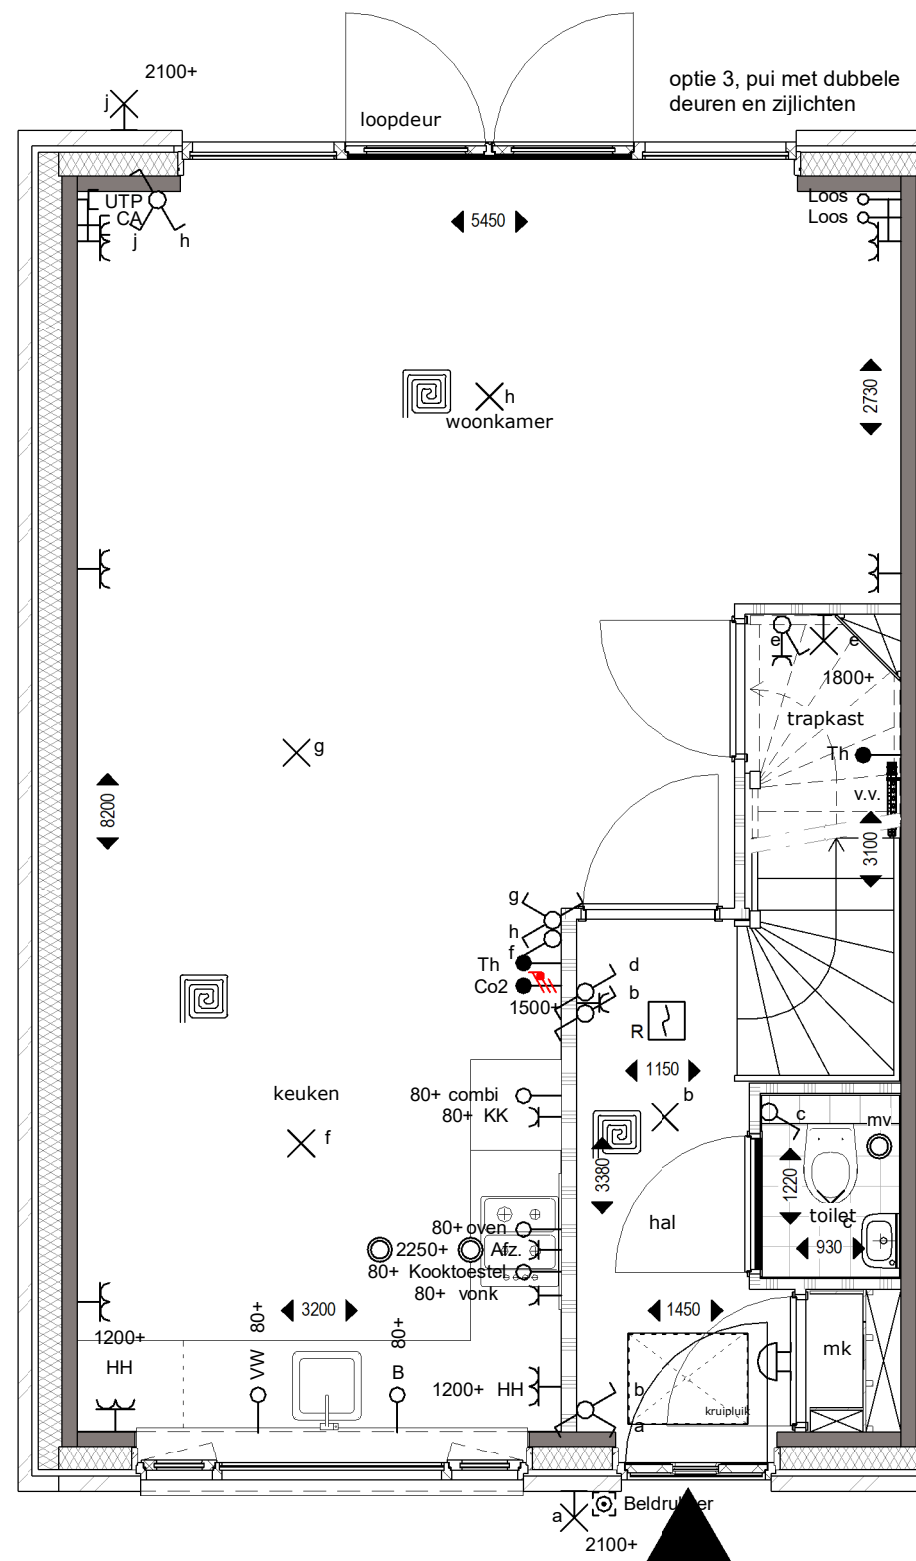 2100+
j
optie 3, pui met dubbele
deuren en zijlichten
loopdeur
UTP
CA
j
h
5450
Loos
Loos
2730
h
woonkamer
e
e
1800+
trapkast
g
Th
v.v.
8200
3100
g
h
f
Th
Co2
1500+
d
b
R
1150
keuken
80+ combi
80+ KK
b
c
mv
f
3380
1220
hal
toilet
c
80+ oven
2250+
Afz.
930
80+ Kooktoestel
80+ vonk
3200
1450
80+
80+
1200+
HH
VW
B
mk
1200+ HH
b
kruipluik
a
Beldrukker
a
2100+